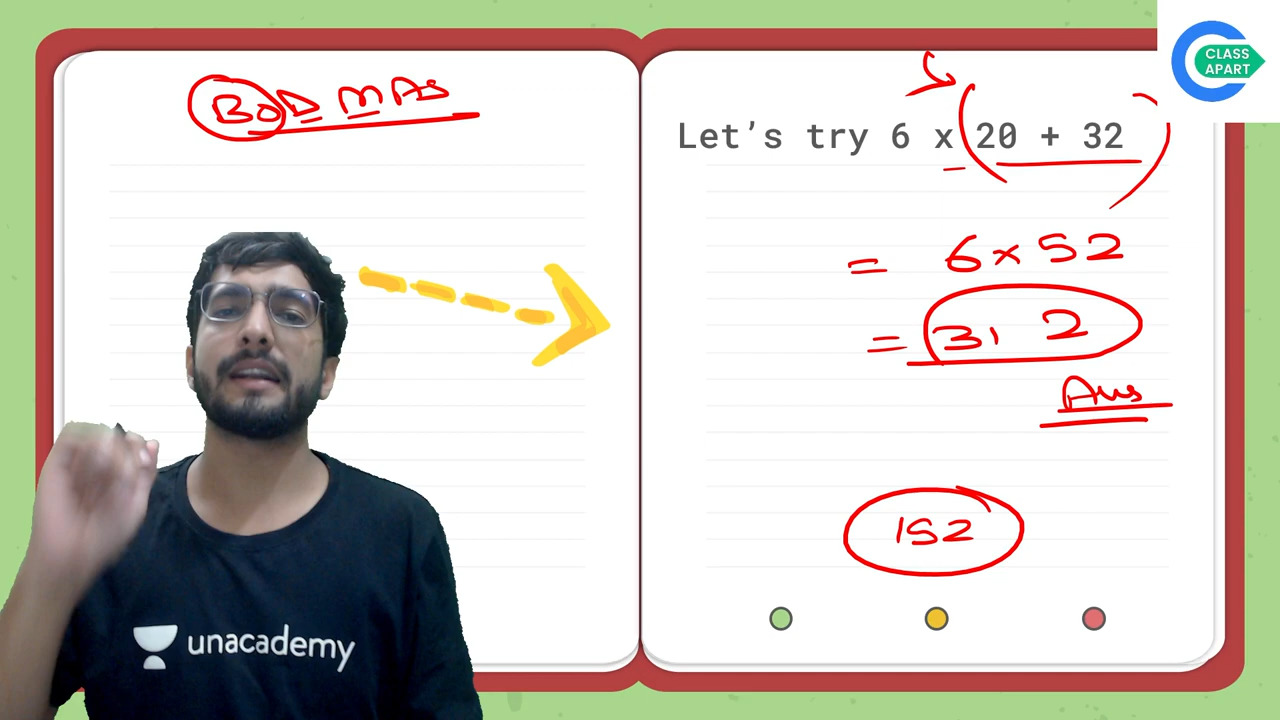 BODMAS
CLASS
APART
Let’s try 6 x (20 + 32)
= 6 x 52
= 312
Ans
152
unacademy